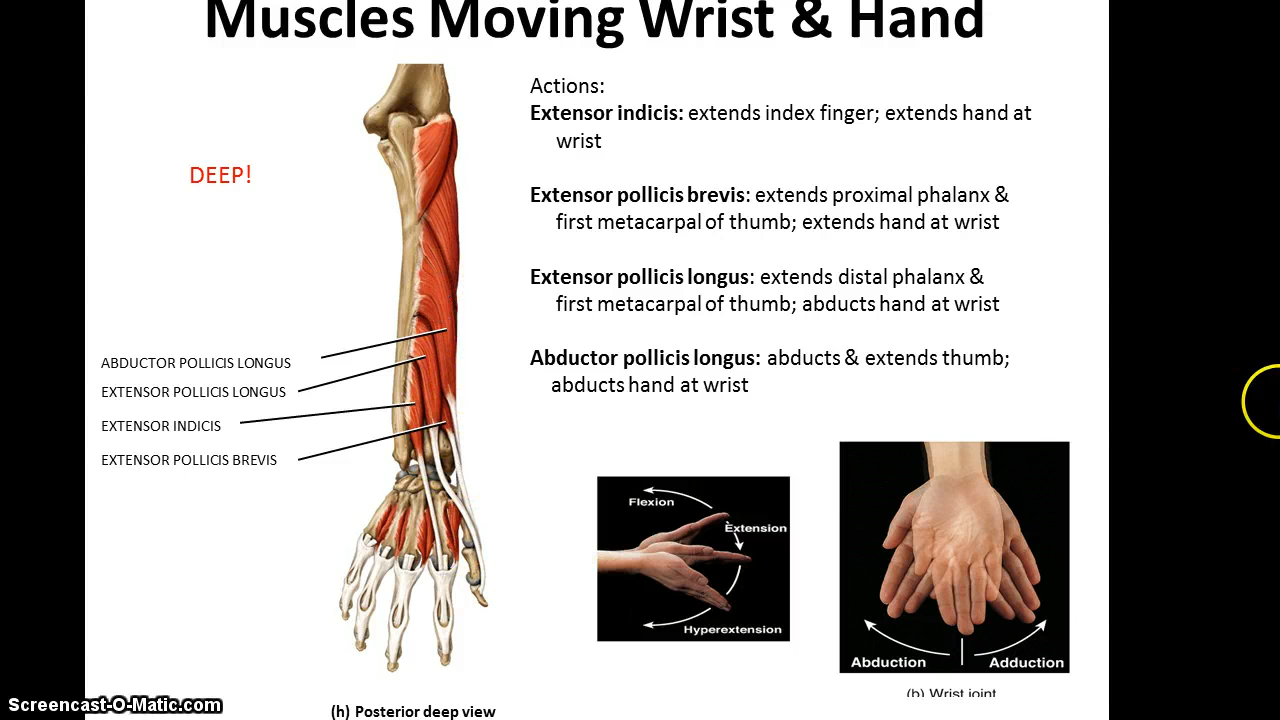 Muscles Moving Wrist & Hand
Actions:
Extensor indicis: extends index finger; extends hand at
wrist
DEEP!
Extensor pollicis brevis: extends proximal phalanx &
first metacarpal of thumb; extends hand at wrist
Extensor pollicis longus: extends distal phalanx &
first metacarpal of thumb; abducts hand at wrist
Abductor pollicis longus: abducts & extends thumb;
abducts hand at wrist
ABDUCTOR POLLICIS LONGUS
EXTENSOR POLLICIS LONGUS
EXTENSOR INDICIS
EXTENSOR POLLICIS BREVIS
Flexion
Extension
Hyperextension
Abduction
Adduction
(b) Wrist joint
(h) Posterior deep view
Screencast-O-Matic.com